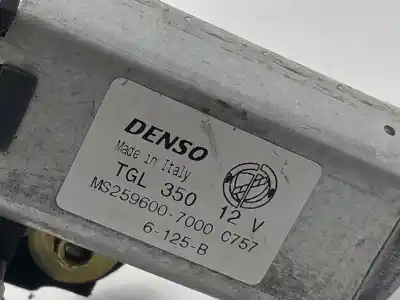 DENSO
Made in Italy
TGL 350 12 V
MS259600-7000 C757
6-125-B